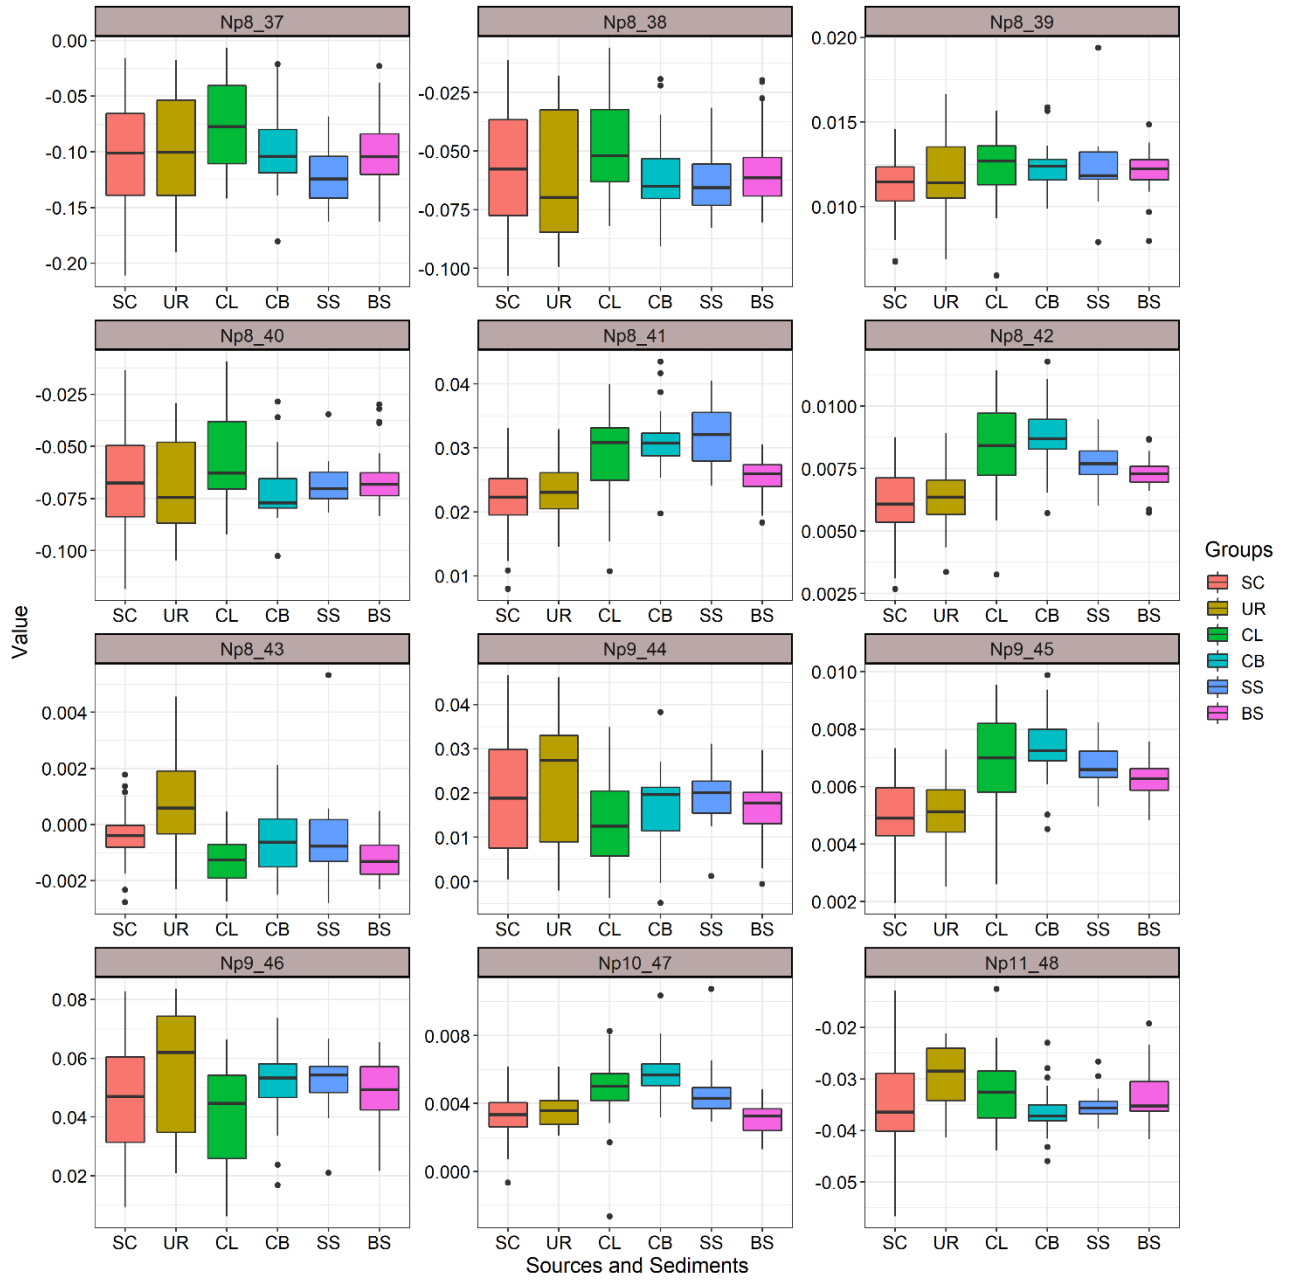 Np8_37 Np8_38 Np8_39
0.00 -0.05 -0.10 -0.15 -0.20
-0.025 -0.050 -0.075 -0.100
0.020 0.015 0.010
SC UR CL CB SS BS SC UR CL CB SS BS SC UR CL CB SS BS
Np8_40 Np8_41 Np8_42
-0.025 -0.050 -0.075 -0.100
0.04 0.03 0.02 0.01
0.0100 0.0075 0.0050 0.0025
SC UR CL CB SS BS SC UR CL CB SS BS SC UR CL CB SS BS
Np8_43 Np9_44 Np9_45
0.004 0.002 0.000 -0.002
0.04 0.03 0.02 0.01 0.00
0.010 0.008 0.006 0.004 0.002
SC UR CL CB SS BS SC UR CL CB SS BS SC UR CL CB SS BS
Np9_46 Np10_47 Np11_48
0.08 0.06 0.04 0.02
0.008 0.004 0.000
-0.02 -0.03 -0.04 -0.05
SC UR CL CB SS BS SC UR CL CB SS BS SC UR CL CB SS BS
Value
Sources and Sediments
Groups
SC
UR
CL
CB
SS
BS